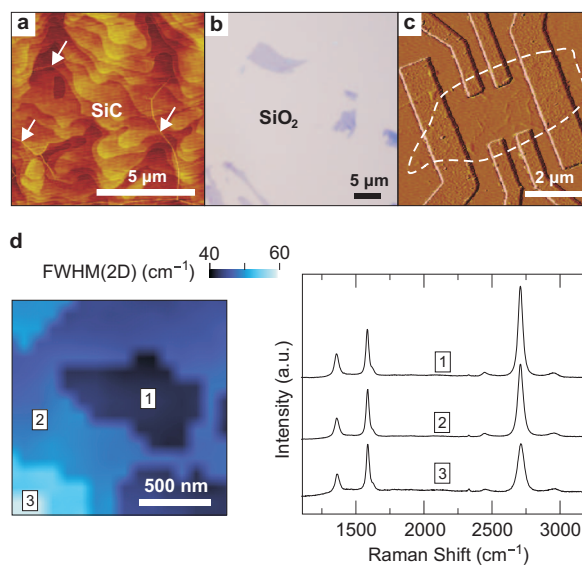 a
SiC
5 µm
b
SiO₂
5 µm
c
2 µm
d
FWHM(2D) (cm⁻¹)
40
60
1
2
3
500 nm
Intensity (a.u.)
1
2
3
1500
2000
2500
3000
Raman Shift (cm⁻¹)